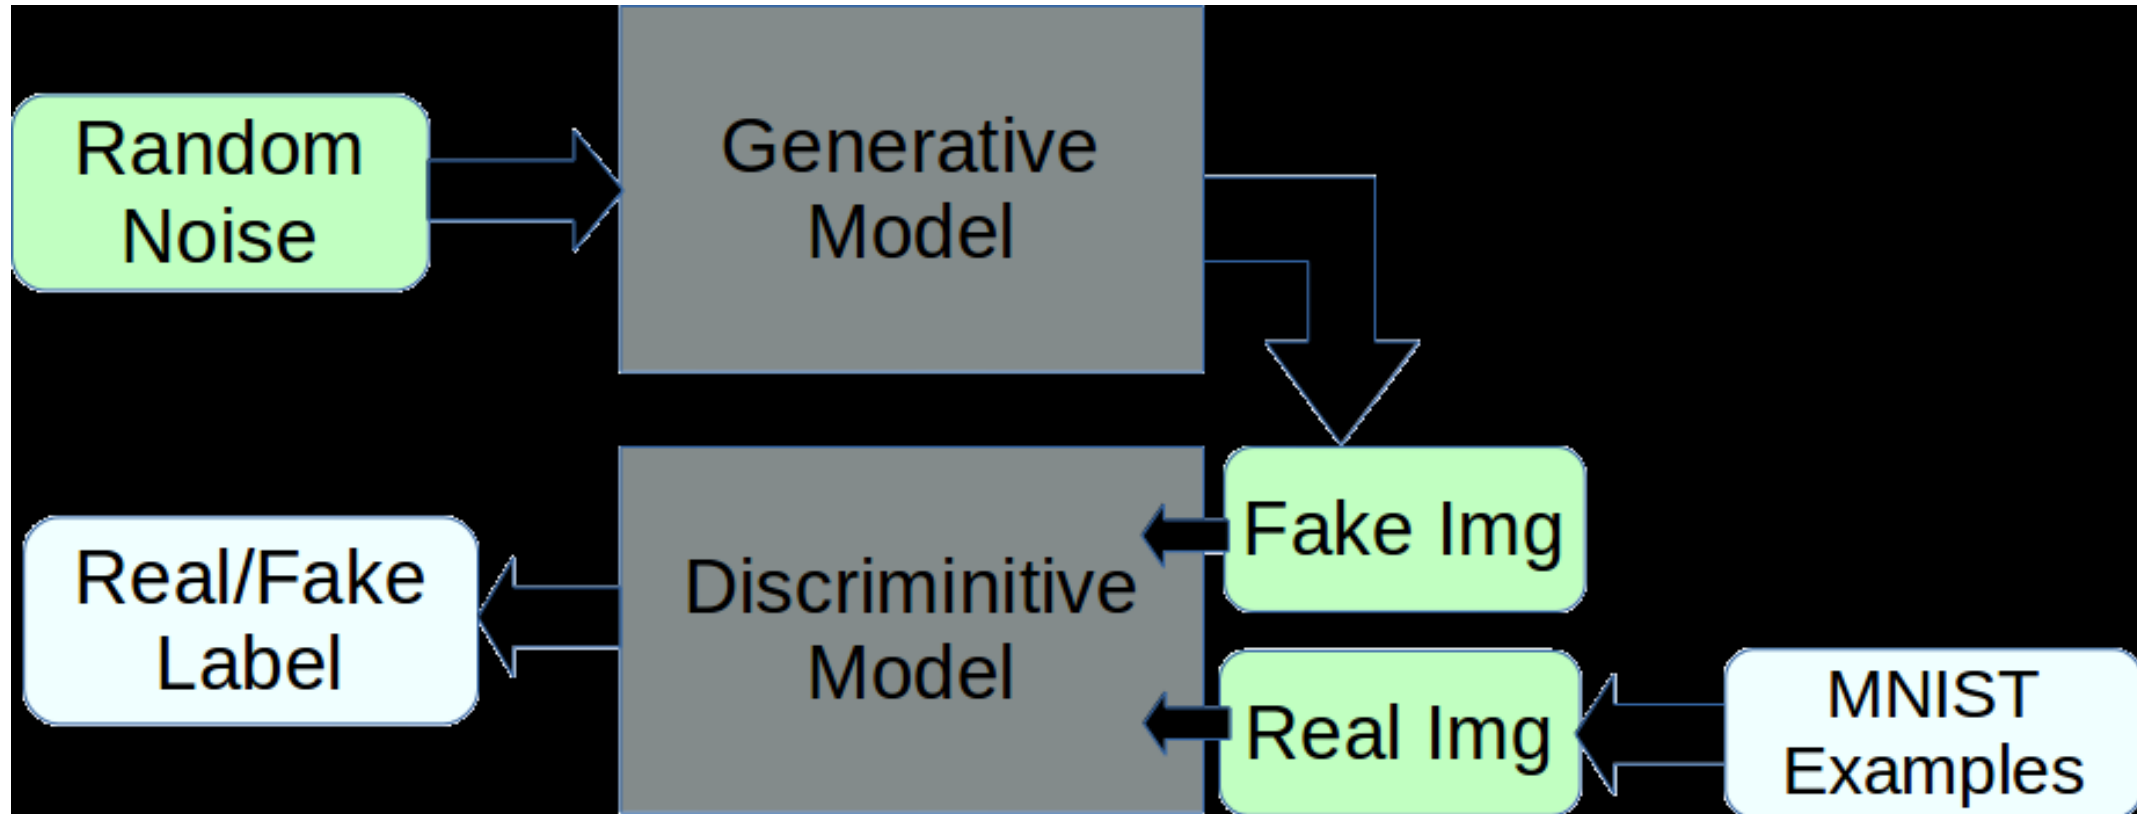 Random
Noise
Generative
Model
Fake Img
Discriminitive
Model
Real/Fake
Label
Real Img
MNIST
Examples